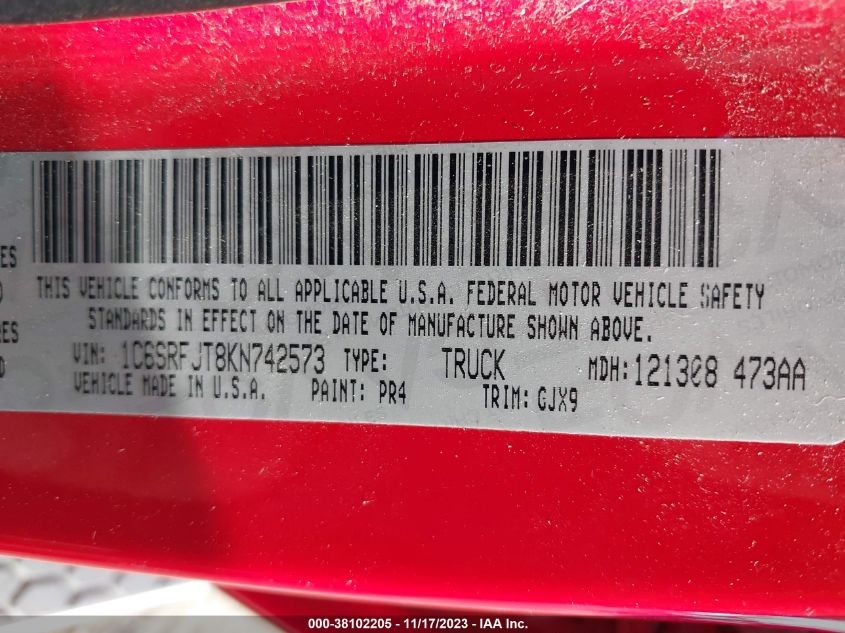 ES
THIS VEHICLE CONFORMS TO ALL APPLICABLE U.S.A. FEDERAL MOTOR VEHICLE SAFETY
STANDARDS IN EFFECT ON THE DATE OF MANUFACTURE SHOWN ABOVE.
RES
VIN: 1C6SRFJT8KN742573 TYPE: TRUCK MDH: 121308 473AA
D
VEHICLE MADE IN U.S.A. PAINT: PR4 TRIM: GJX9
000-38102205 - 11/17/2023 - IAA Inc.